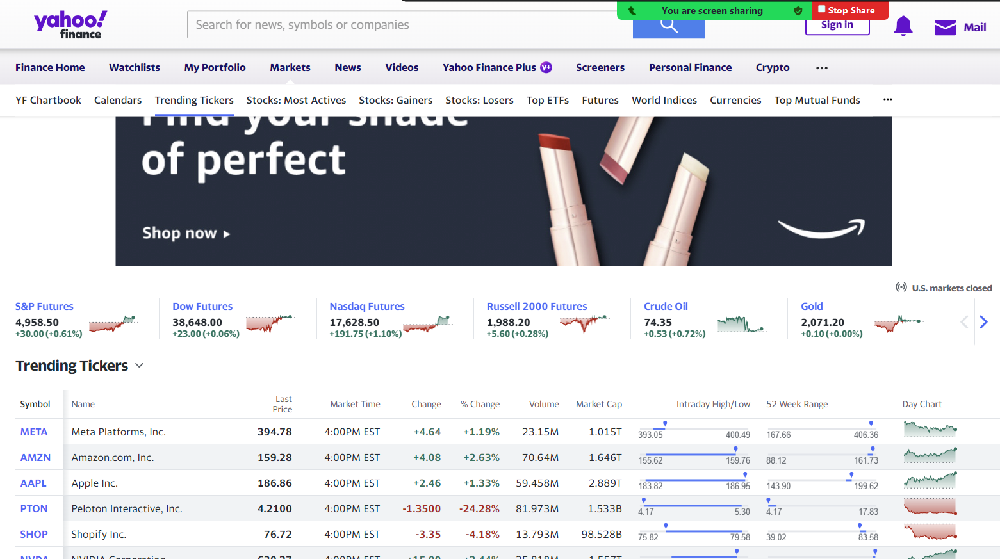 You are screen sharing
Stop Share
yahoo!
finance
Search for news, symbols or companies
Sign in
Mail
Finance Home Watchlists My Portfolio Markets News Videos Yahoo Finance Plus y+ Screeners Personal Finance Crypto ...
YF Chartbook Calendars Trending Tickers Stocks: Most Actives Stocks: Gainers Stocks: Losers Top ETFs Futures World Indices Currencies Top Mutual Funds ...
Find your shade
of perfect
Shop now ▸
U.S. markets closed
S&P Futures
4,958.50
+30.00 (+0.61%)
Dow Futures
38,648.00
+23.00 (+0.06%)
Nasdaq Futures
17,628.50
+191.75 (+1.10%)
Russell 2000 Futures
1,988.20
+5.60 (+0.28%)
Crude Oil
74.35
+0.53 (+0.72%)
Gold
2,071.20
+0.10 (+0.00%)
Trending Tickers
Symbol Name Last Price Market Time Change % Change Volume Market Cap Intraday High/Low 52 Week Range Day Chart
META Meta Platforms, Inc. 394.78 4:00PM EST +4.64 +1.19% 23.15M 1.015T 393.05 400.49 167.66 406.36
AMZN Amazon.com, Inc. 159.28 4:00PM EST +4.08 +2.63% 70.64M 1.646T 155.62 159.76 88.12 161.73
AAPL Apple Inc. 186.86 4:00PM EST +2.46 +1.33% 59.458M 2.889T 183.82 186.95 143.90 199.62
PTON Peloton Interactive, Inc. 4.2100 4:00PM EST -1.3500 -24.28% 81.973M 1.533B 4.17 5.30 4.17 17.83
SHOP Shopify Inc. 76.72 4:00PM EST -3.35 -4.18% 13.793M 98.528B 75.82 79.58 39.02 83.58
NVDA NVIDIA Corporation